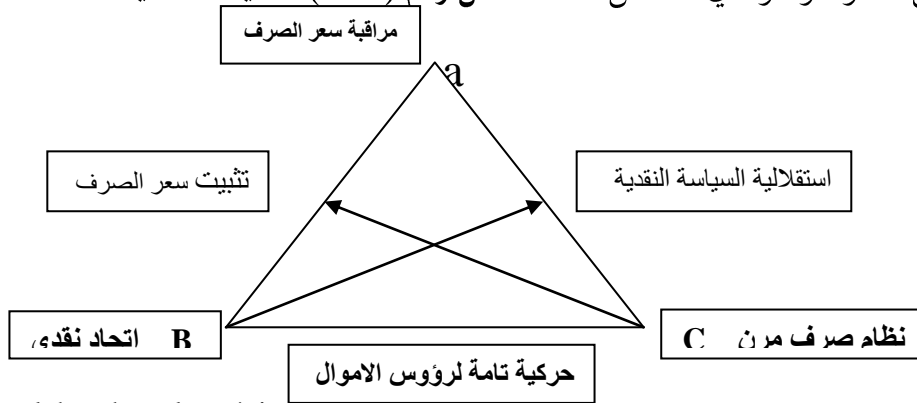 مراقبة سعر الصرف
a
تثبيت سعر الصرف
استقلالية السياسة النقدية
B اتحاد نقدي
C نظام صرف مرن
حركية تامة لرؤوس الاموال